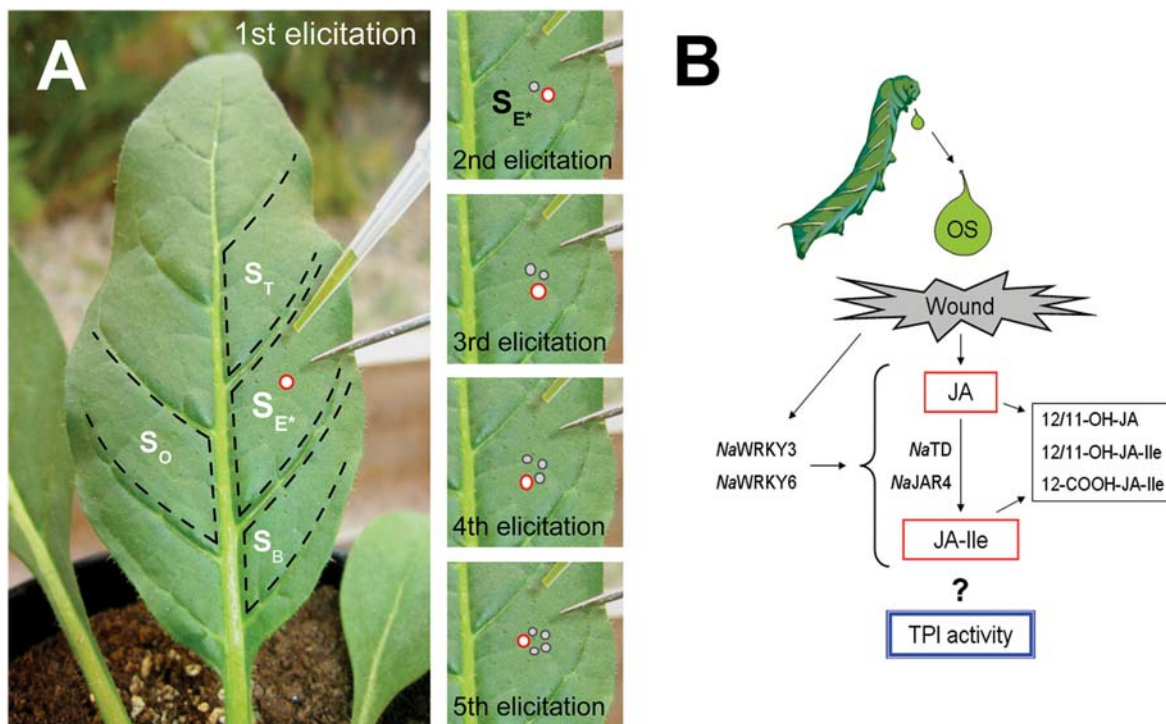 A
1st elicitation
S_T
S_E*
S_O
S_B
S_E*
2nd elicitation
3rd elicitation
4th elicitation
5th elicitation
B
OS
Wound
NaWRKY3
NaWRKY6
JA
NaTD
NaJAR4
JA-Ile
12/11-OH-JA
12/11-OH-JA-Ile
12-COOH-JA-Ile
?
TPI activity